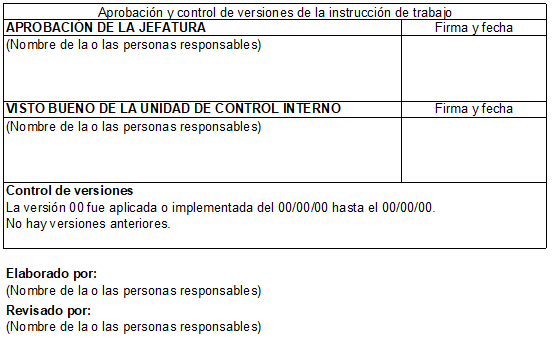 Aprobación y control de versiones de la instrucción de trabajo
APROBACIÓN DE LA JEFATURA Firma y fecha
(Nombre de la o las personas responsables)
VISTO BUENO DE LA UNIDAD DE CONTROL INTERNO Firma y fecha
(Nombre de la o las personas responsables)
Control de versiones
La versión 00 fue aplicada o implementada del 00/00/00 hasta el 00/00/00.
No hay versiones anteriores.
Elaborado por:
(Nombre de la o las personas responsables)
Revisado por:
(Nombre de la o las personas responsables)